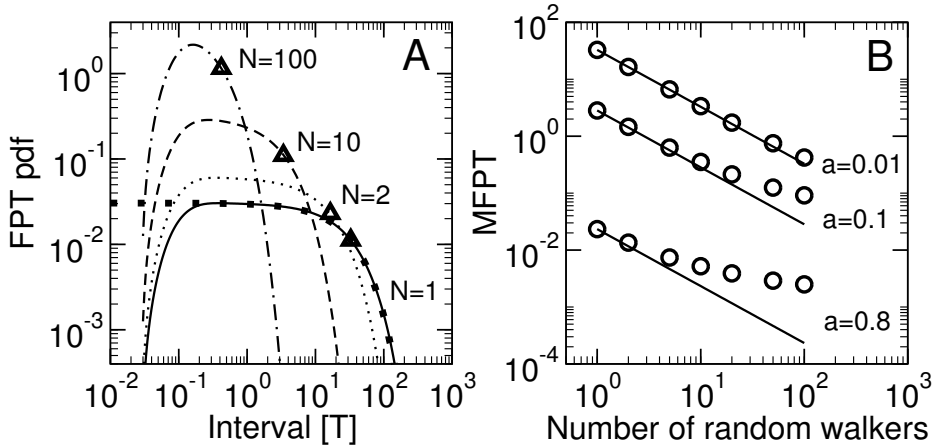 A
FPT pdf
10^0
10^-1
10^-2
10^-3
N=100
N=10
N=2
N=1
10^-2 10^-1 10^0 10^1 10^2 10^3
Interval [T]
B
MFPT
10^2
10^0
10^-2
10^-4
a=0.01
a=0.1
a=0.8
10^0 10^1 10^2 10^3
Number of random walkers